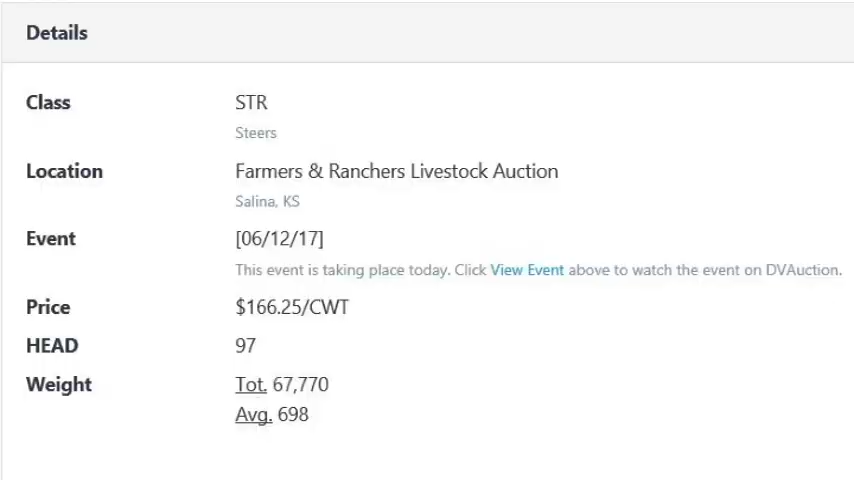 Details
Class STR
Steers
Location Farmers & Ranchers Livestock Auction
Salina, KS
Event [06/12/17]
This event is taking place today. Click View Event above to watch the event on DVAuction.
Price $166.25/CWT
HEAD 97
Weight Tot. 67,770
Avg. 698